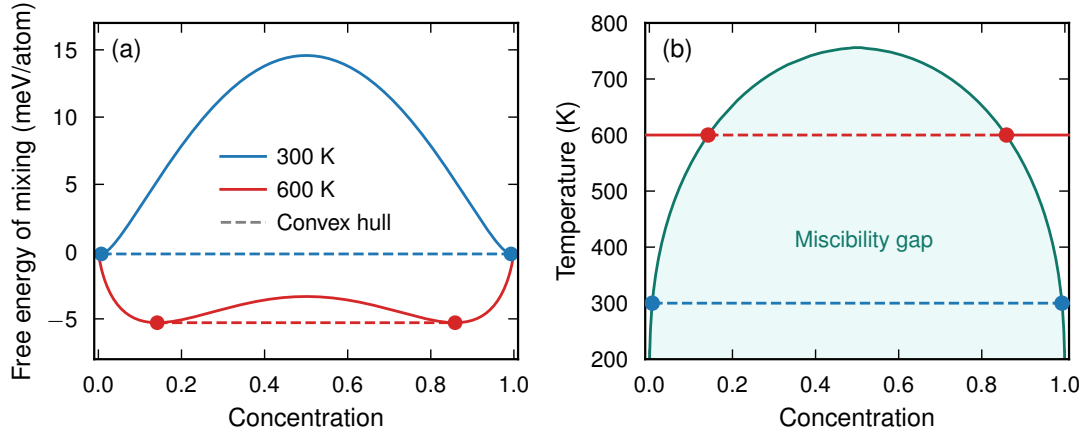 (a)
Free energy of mixing (meV/atom)
15
10
5
0
−5
300 K
600 K
Convex hull
0.0 0.2 0.4 0.6 0.8 1.0
Concentration
(b)
Temperature (K)
800
700
600
500
400
300
200
Miscibility gap
0.0 0.2 0.4 0.6 0.8 1.0
Concentration